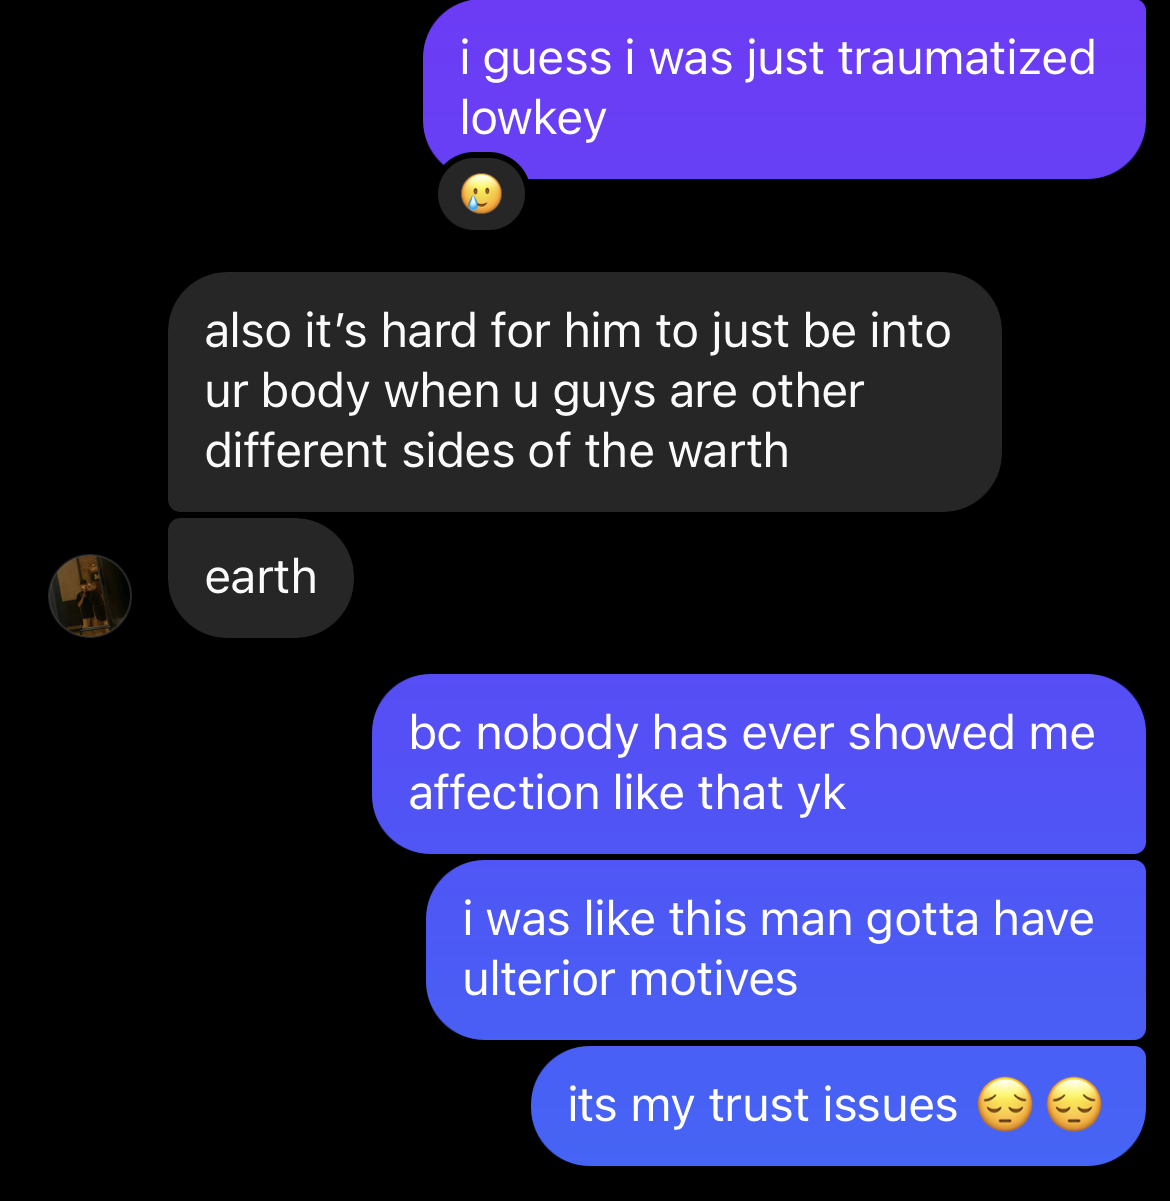 i guess i was just traumatized
lowkey
🥲
also it’s hard for him to just be into
ur body when u guys are other
different sides of the warth
earth
bc nobody has ever showed me
affection like that yk
i was like this man gotta have
ulterior motives
its my trust issues 😔😔